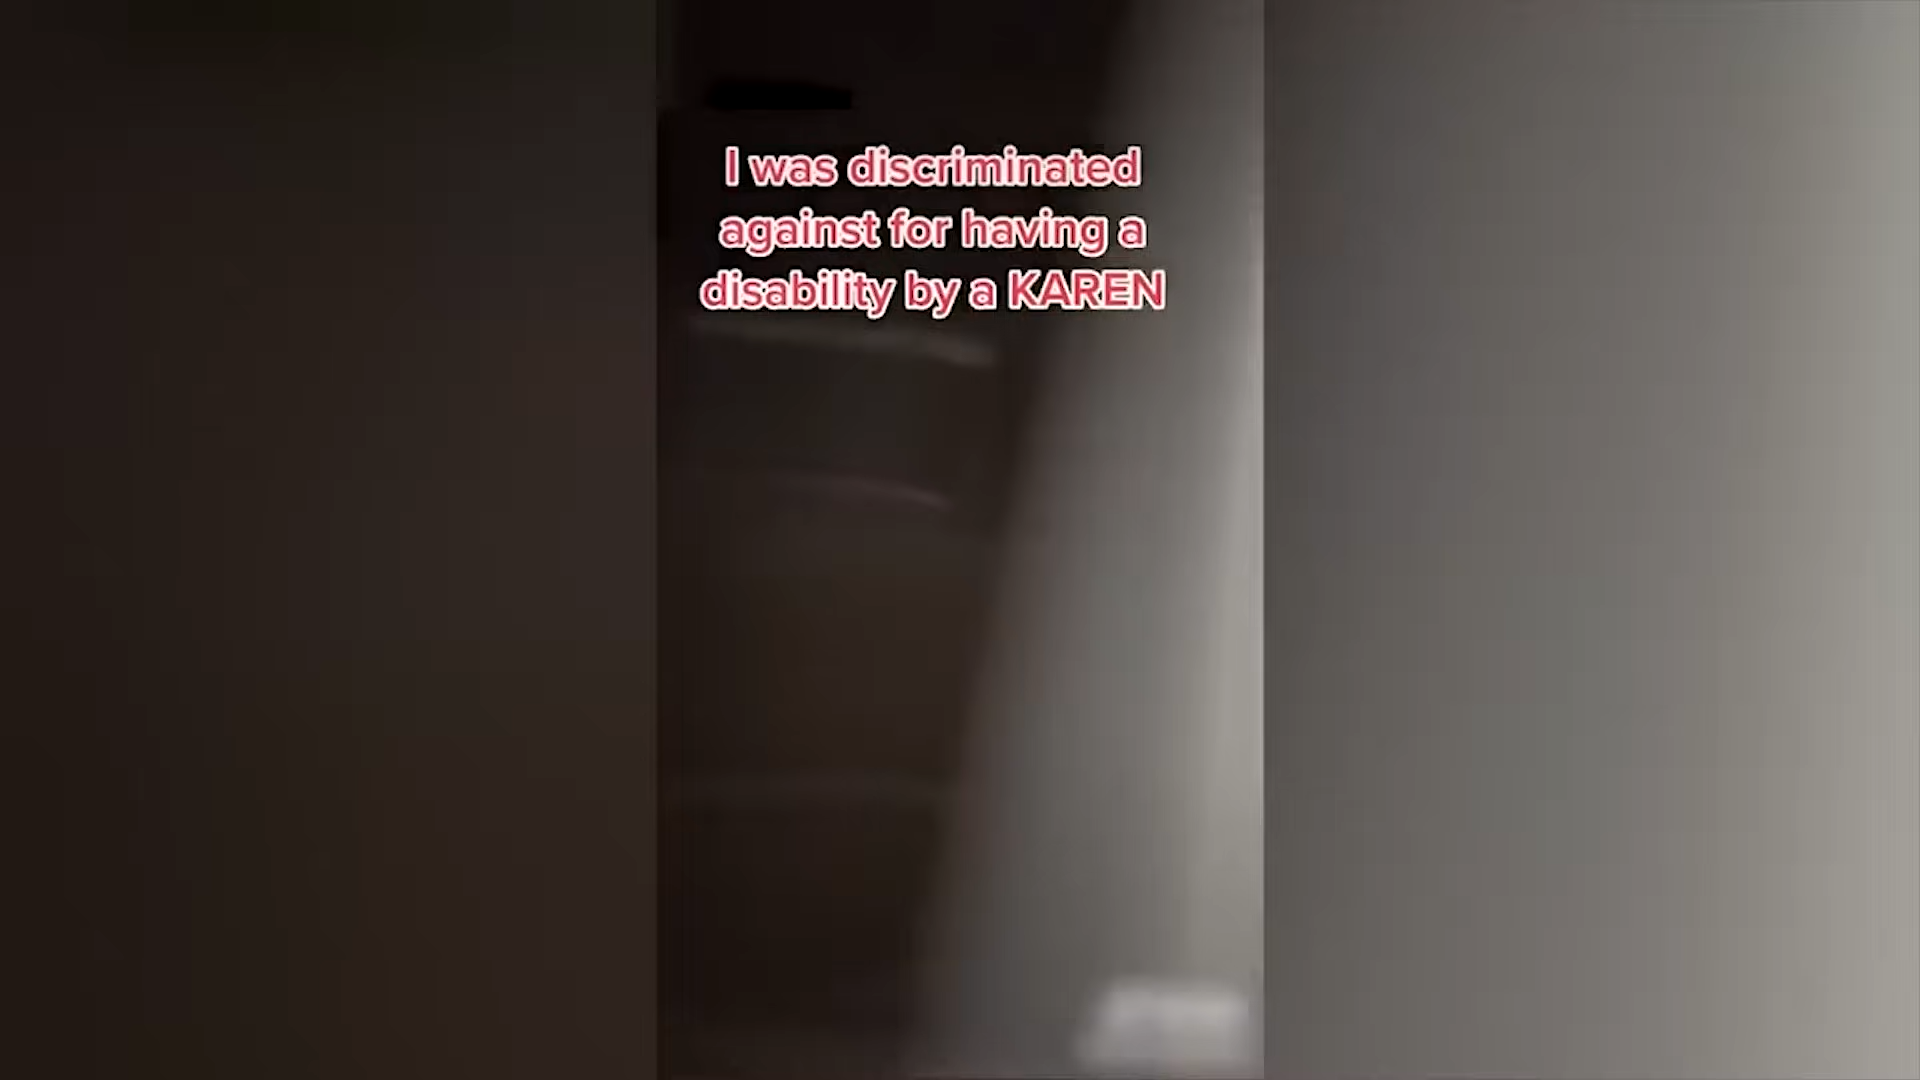 I was discriminated
against for having a
disability by a KAREN